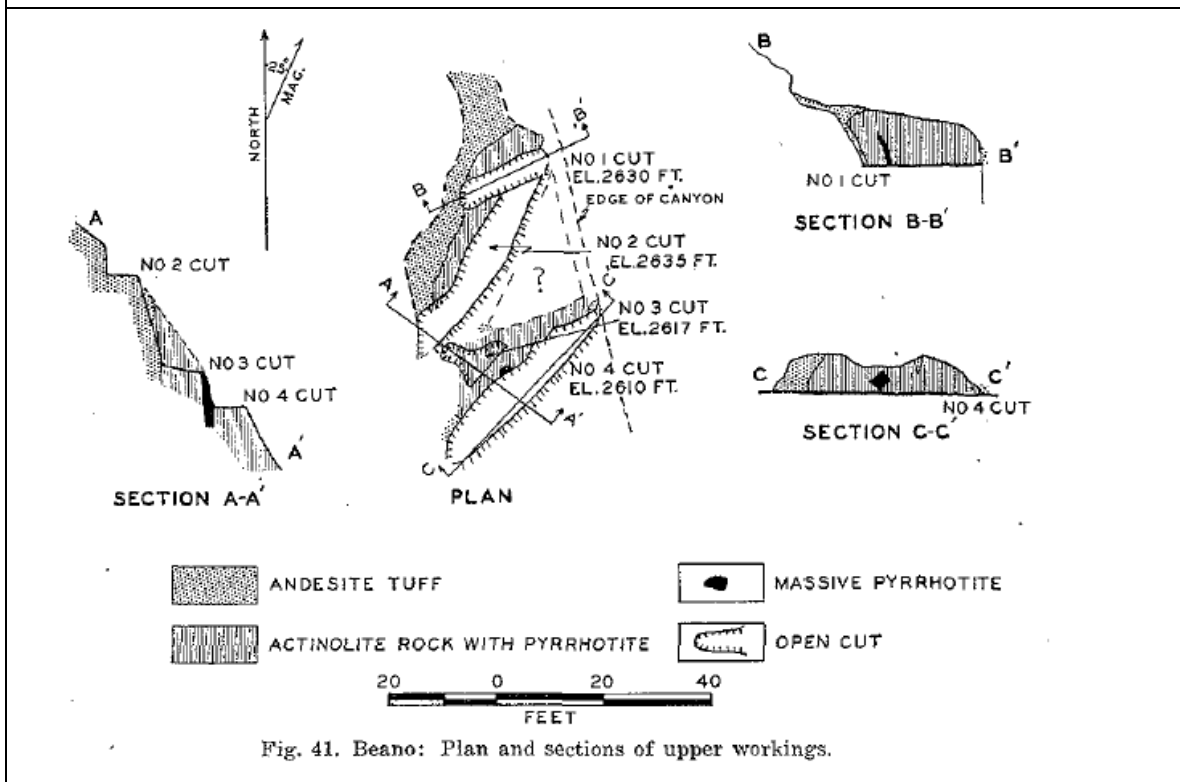 NORTH
25°
MAG.
A
NO 2 CUT
NO 3 CUT
NO 4 CUT
A'
SECTION A-A'
B'
B
NO 1 CUT
EL. 2630 FT.
EDGE OF CANYON
NO 2 CUT
EL. 2635 FT.
C'
?
A
NO 3 CUT
EL. 2617 FT.
NO 4 CUT
EL. 2610 FT.
A'
C
PLAN
B
B'
NO 1 CUT
SECTION B-B'
C
C'
NO 4 CUT
SECTION C-C'
ANDESITE TUFF
MASSIVE PYRRHOTITE
ACTINOLITE ROCK WITH PYRRHOTITE
OPEN CUT
20 0 20 40
FEET
Fig. 41. Beano: Plan and sections of upper workings.